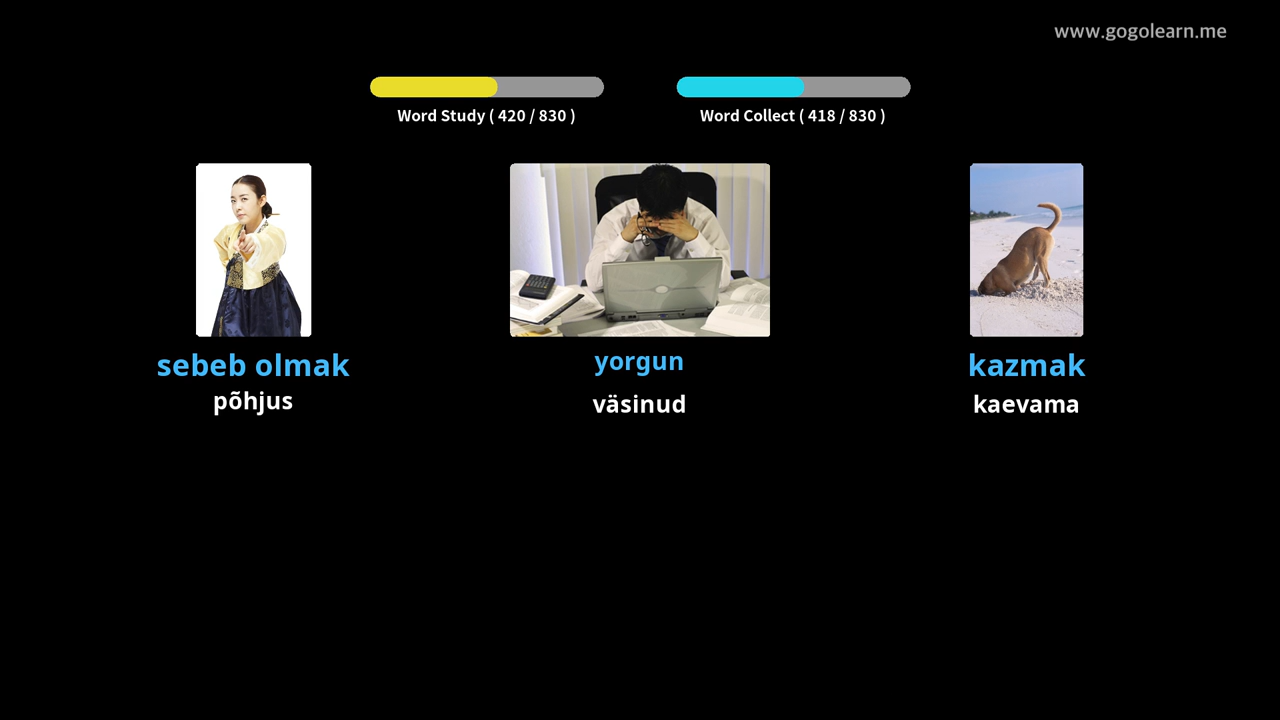 www.gogolearn.me
Word Study ( 420 / 830 )
Word Collect ( 418 / 830 )
sebeb olmak
põhjus
yorgun
väsinud
kazmak
kaevama